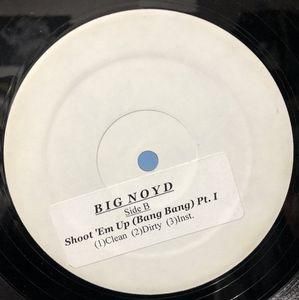 BIG NOYD
Side B
Shoot 'Em Up (Bang Bang) Pt. I
(1)Clean (2)Dirty (3)Inst.